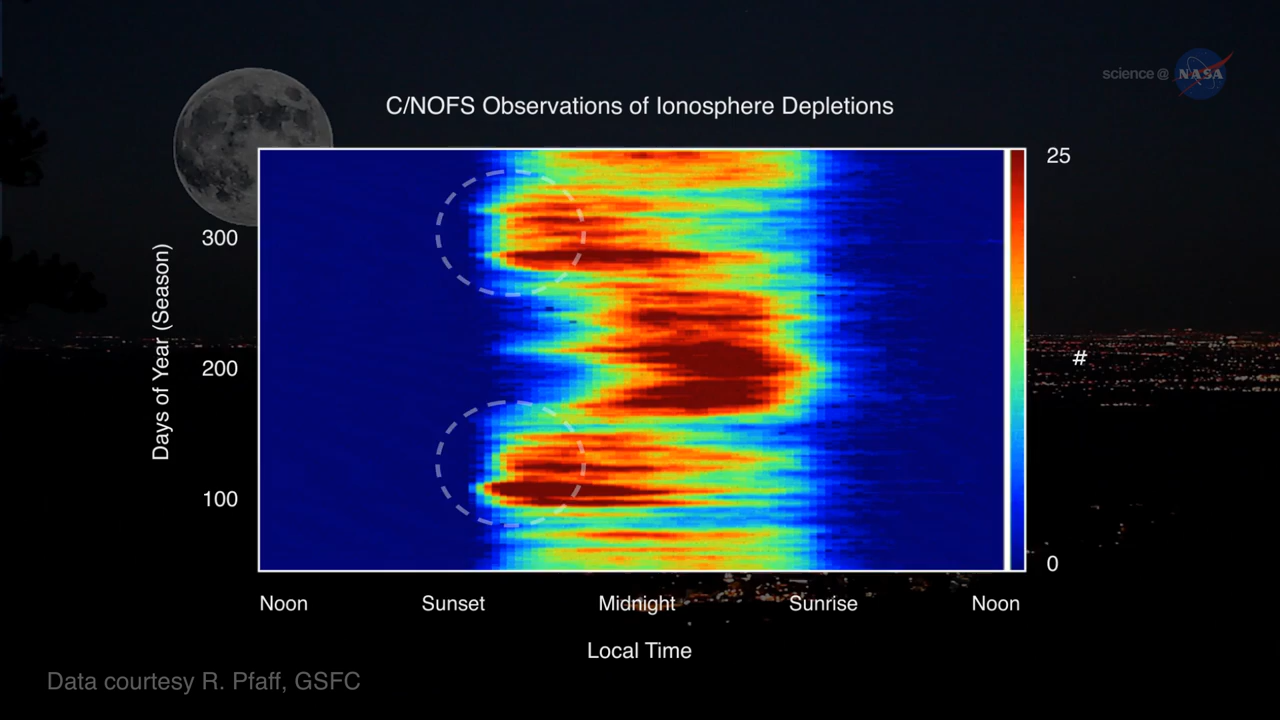 science@ NASA
C/NOFS Observations of Ionosphere Depletions
25
300
200
100
Days of Year (Season)
#
0
Noon Sunset Midnight Sunrise Noon
Local Time
Data courtesy R. Pfaff, GSFC